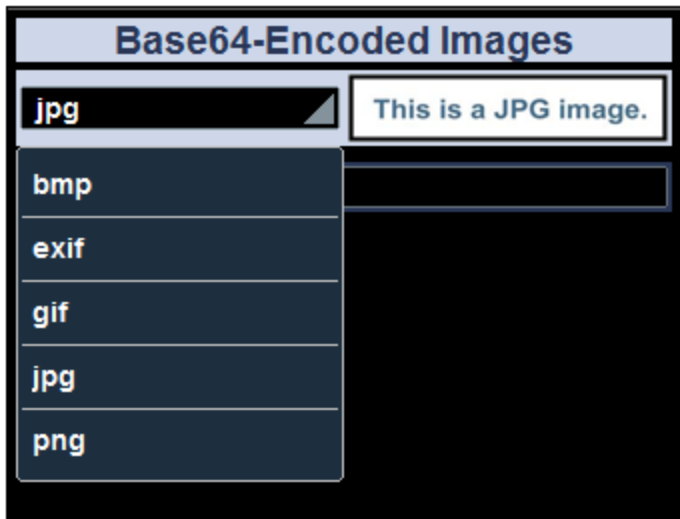 Base64-Encoded Images
jpg
This is a JPG image.
bmp
exif
gif
jpg
png